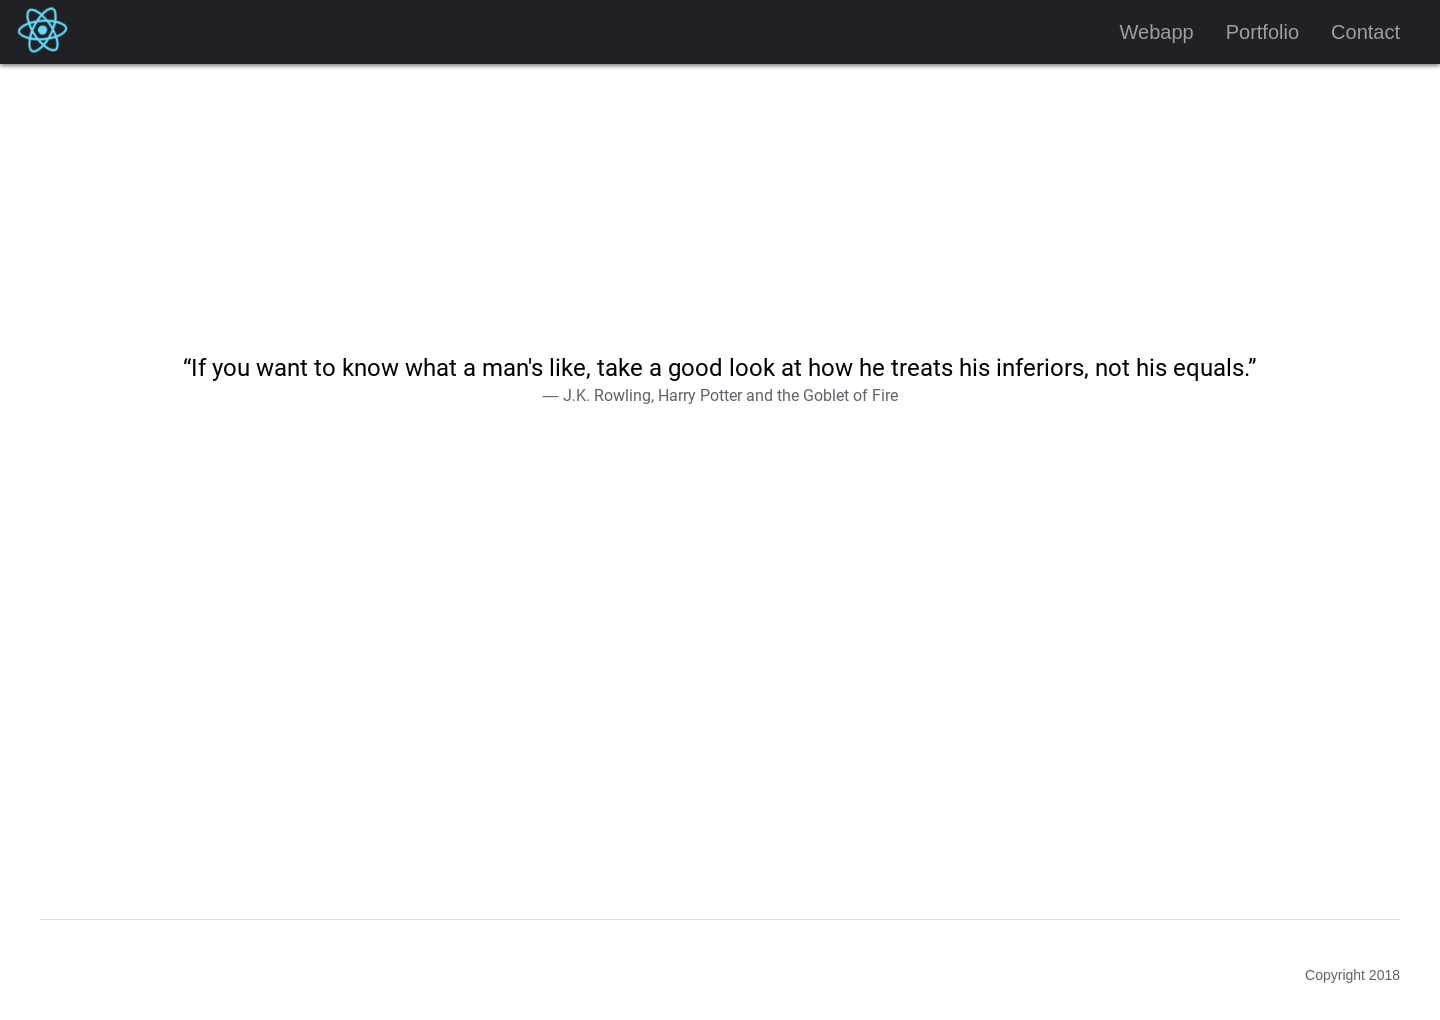 Webapp Portfolio Contact
“If you want to know what a man's like, take a good look at how he treats his inferiors, not his equals.”
— J.K. Rowling, Harry Potter and the Goblet of Fire
Copyright 2018